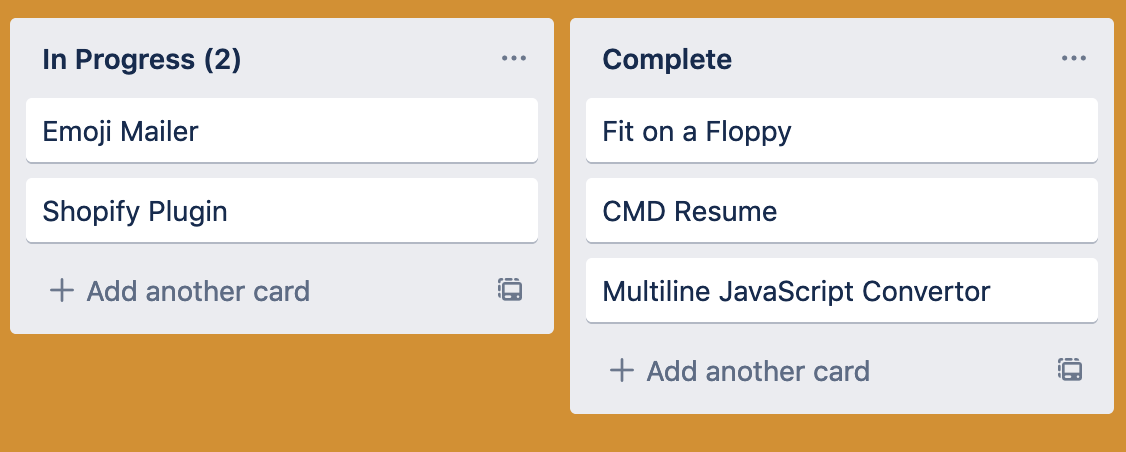 In Progress (2)
Emoji Mailer
Shopify Plugin
Add another card
Complete
Fit on a Floppy
CMD Resume
Multiline JavaScript Convertor
Add another card